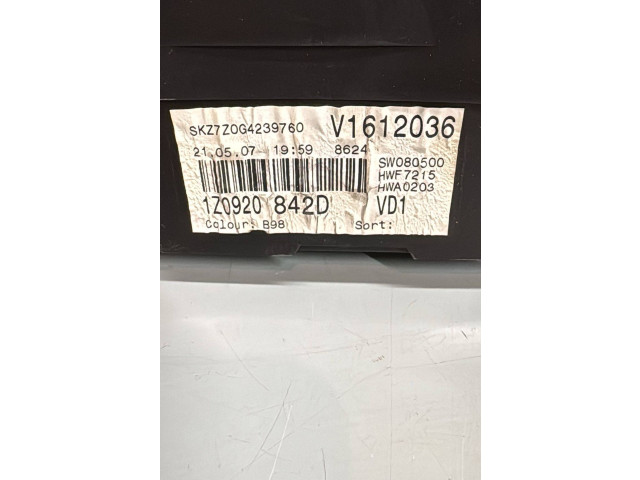 SKZ7Z0G4239760 V1612036
21.05.07 19:59 8624
SW080500
HWF7215
HWA0203
1Z0920 842D VD1
Colour: B98 Sort: